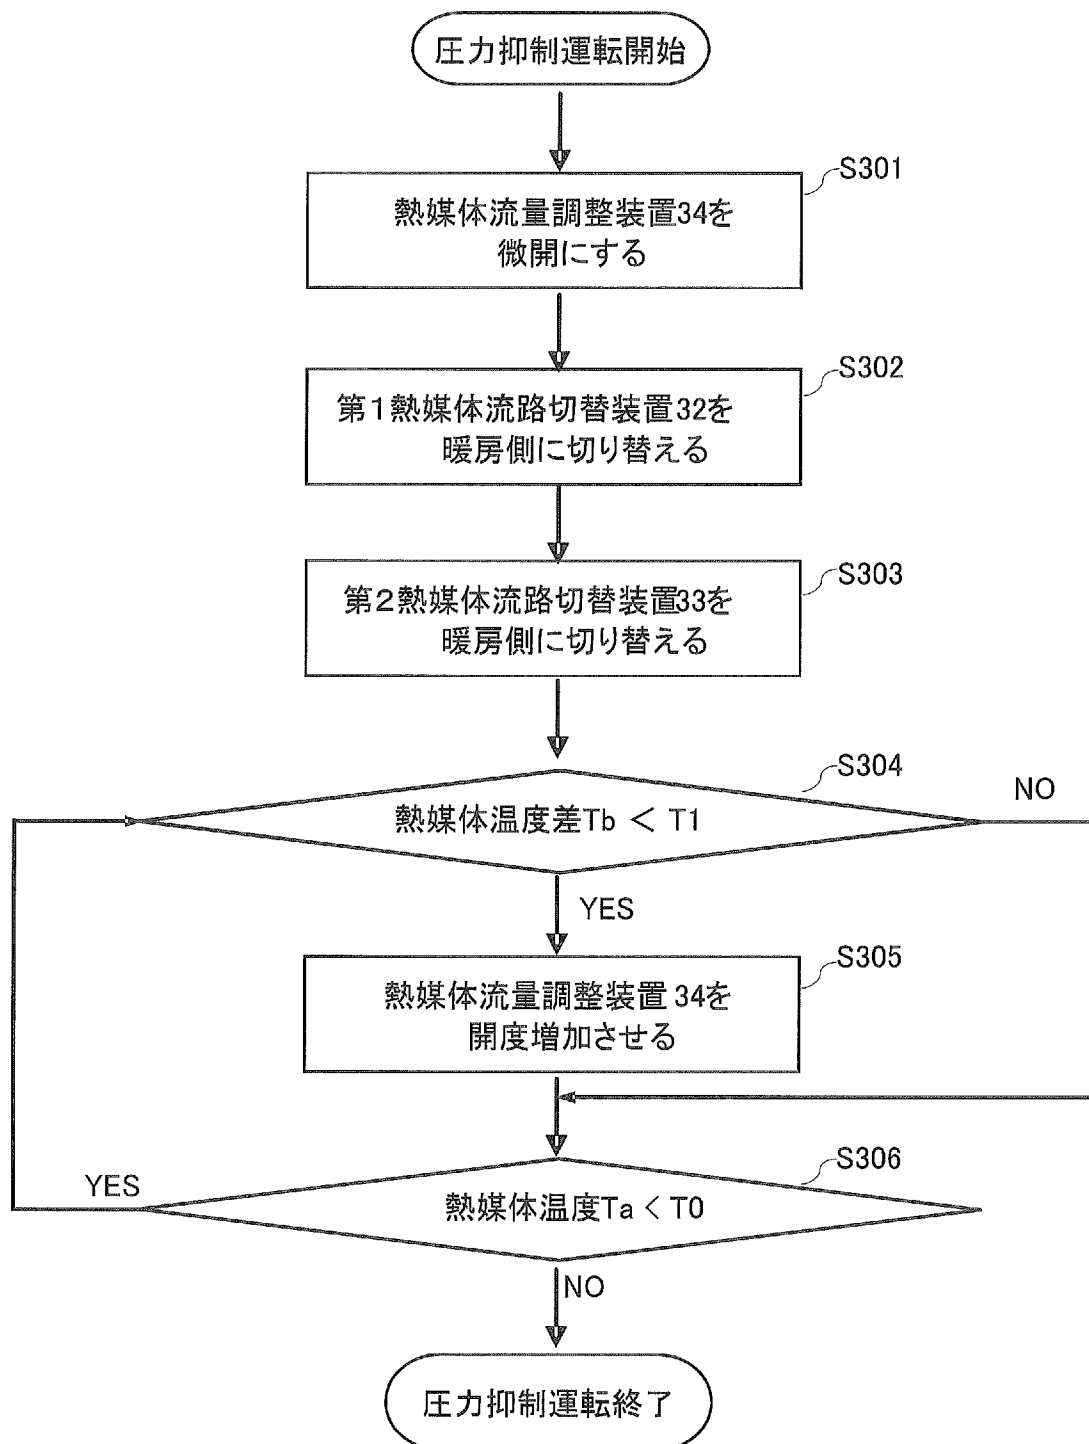 圧力抑制運転開始
S301
熱媒体流量調整装置34を
微開にする
S302
第1熱媒体流路切替装置32を
暖房側に切り替える
S303
第2熱媒体流路切替装置33を
暖房側に切り替える
S304
NO
熱媒体温度差Tb < T1
YES
S305
熱媒体流量調整装置34を
開度増加させる
S306
YES
熱媒体温度Ta < T0
NO
圧力抑制運転終了